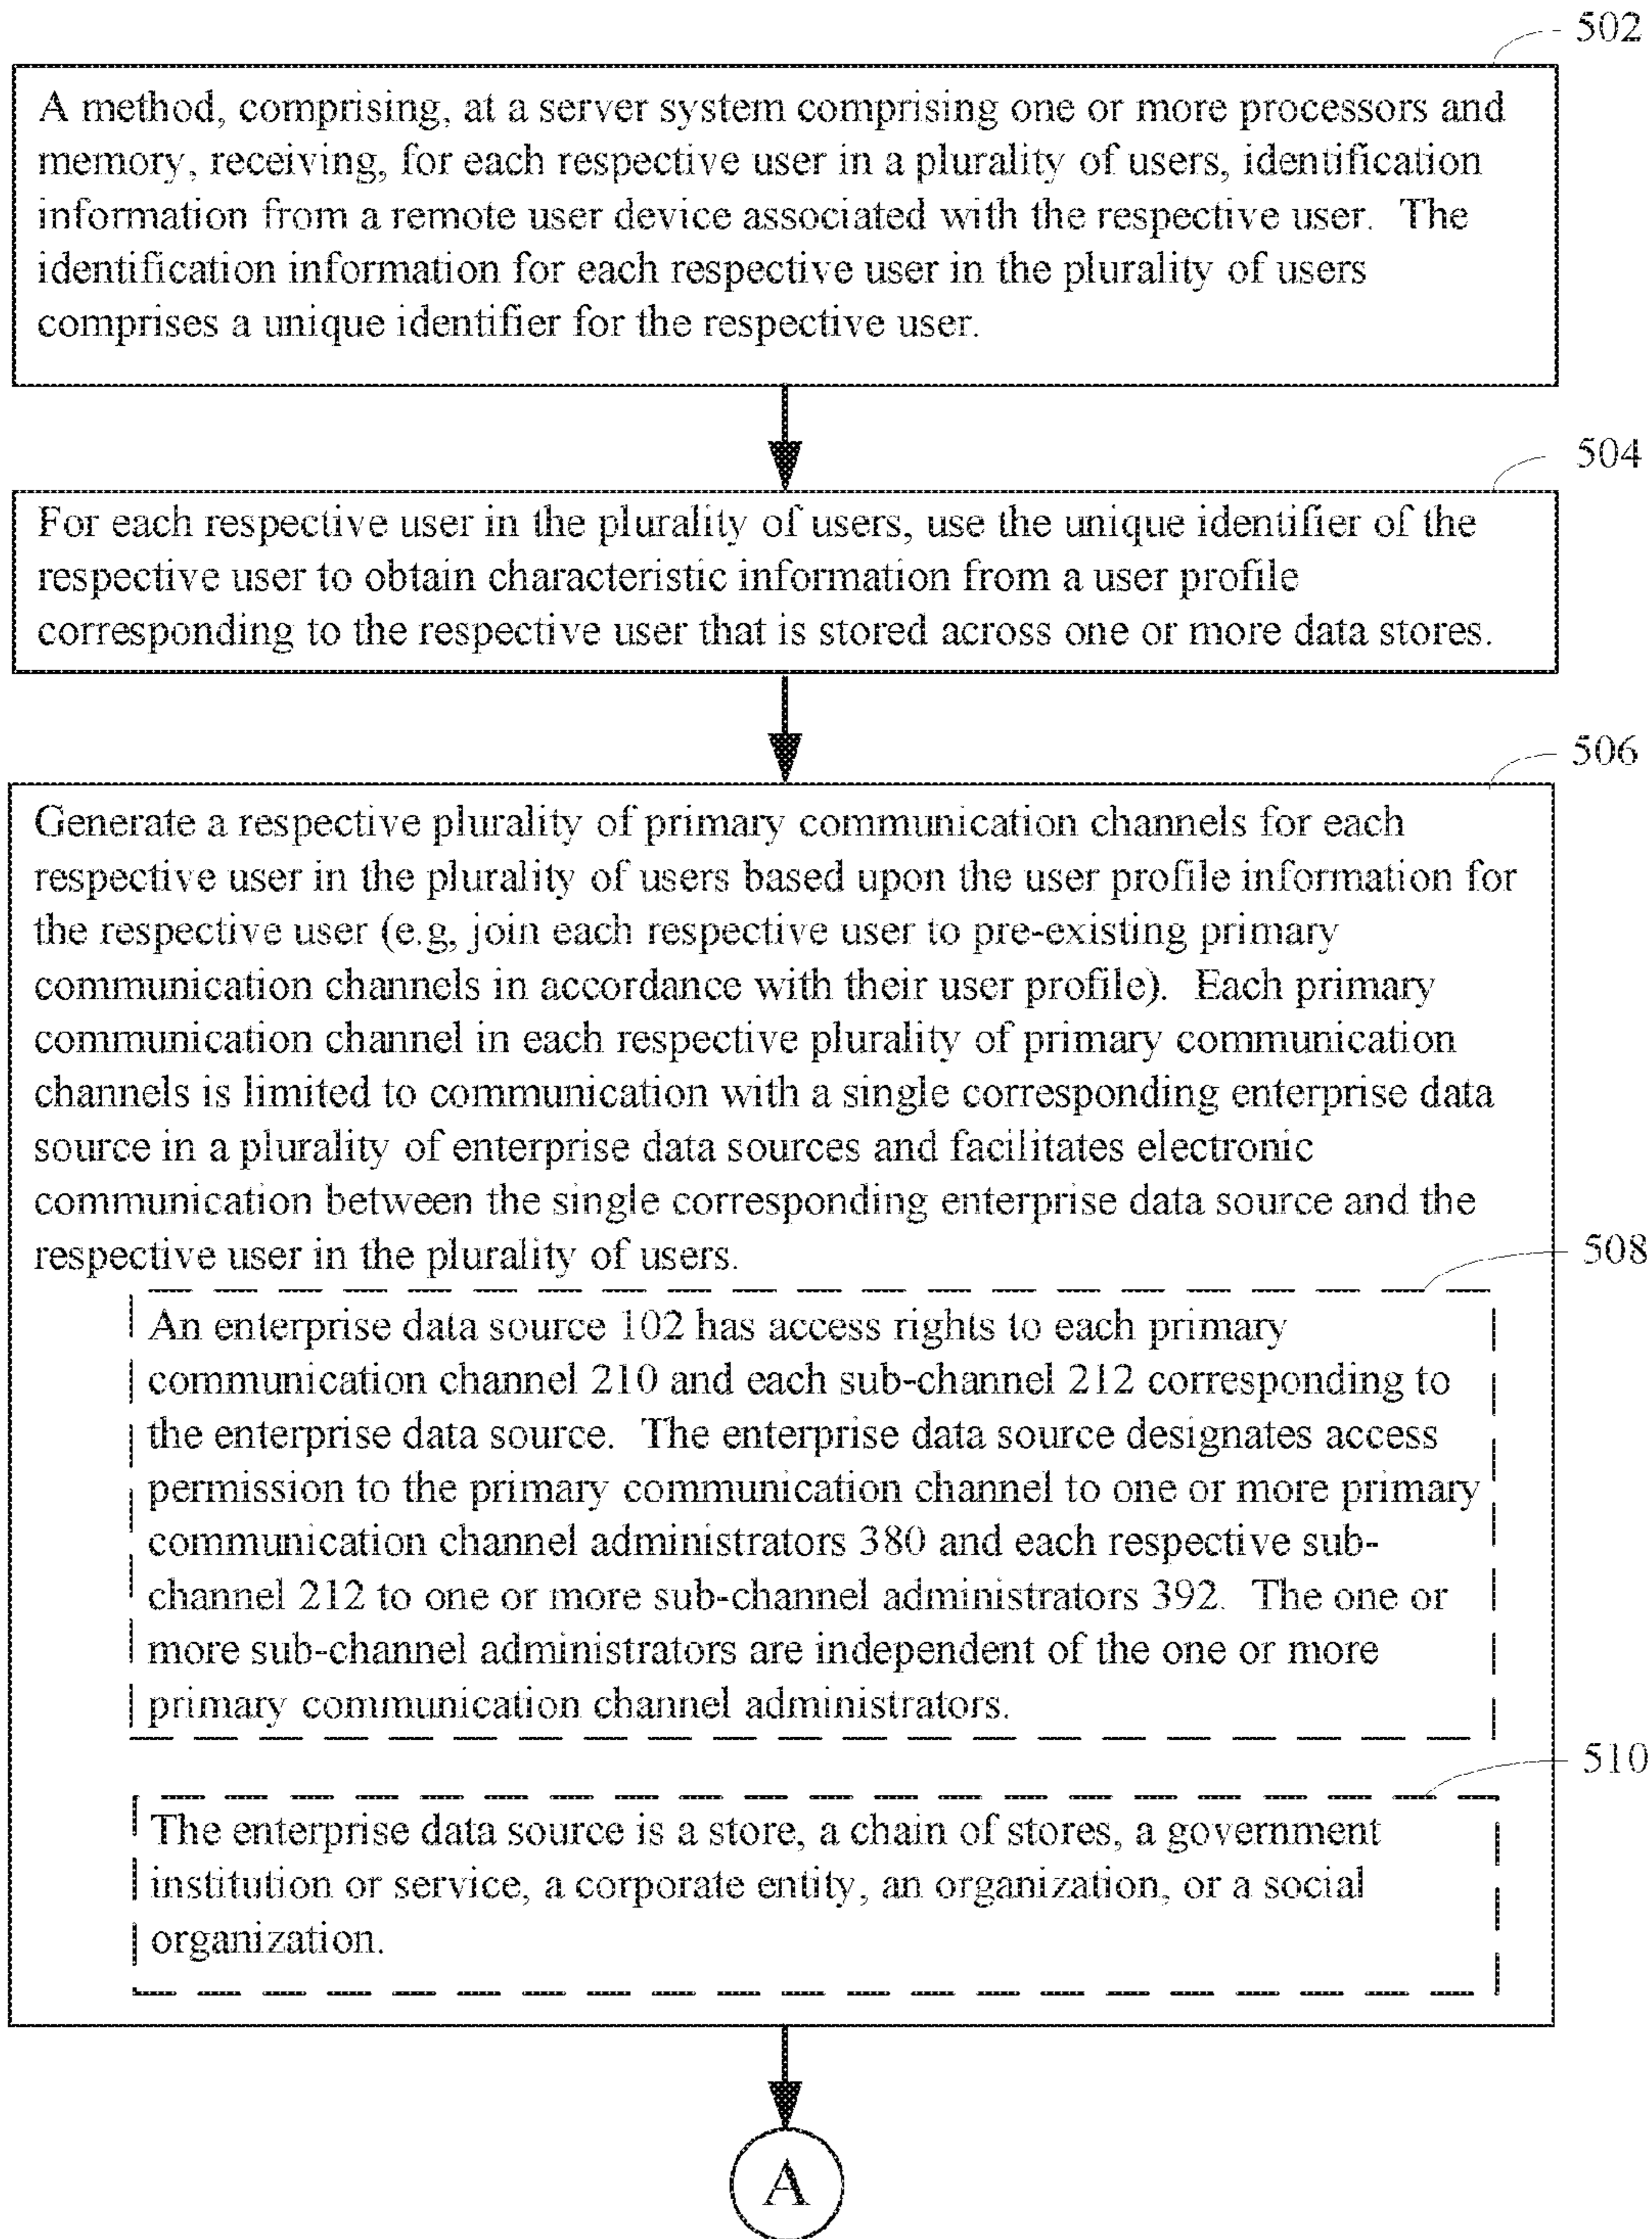 502
A method, comprising, at a server system comprising one or more processors and
memory, receiving, for each respective user in a plurality of users, identification
information from a remote user device associated with the respective user. The
identification information for each respective user in the plurality of users
comprises a unique identifier for the respective user.
504
For each respective user in the plurality of users, use the unique identifier of the
respective user to obtain characteristic information from a user profile
corresponding to the respective user that is stored across one or more data stores.
506
Generate a respective plurality of primary communication channels for each
respective user in the plurality of users based upon the user profile information for
the respective user (e.g, join each respective user to pre-existing primary
communication channels in accordance with their user profile). Each primary
communication channel in each respective plurality of primary communication
channels is limited to communication with a single corresponding enterprise data
source in a plurality of enterprise data sources and facilitates electronic
communication between the single corresponding enterprise data source and the
respective user in the plurality of users.
508
An enterprise data source 102 has access rights to each primary
communication channel 210 and each sub-channel 212 corresponding to
the enterprise data source. The enterprise data source designates access
permission to the primary communication channel to one or more primary
communication channel administrators 380 and each respective sub-
channel 212 to one or more sub-channel administrators 392. The one or
more sub-channel administrators are independent of the one or more
primary communication channel administrators.
510
The enterprise data source is a store, a chain of stores, a government
institution or service, a corporate entity, an organization, or a social
organization.
A